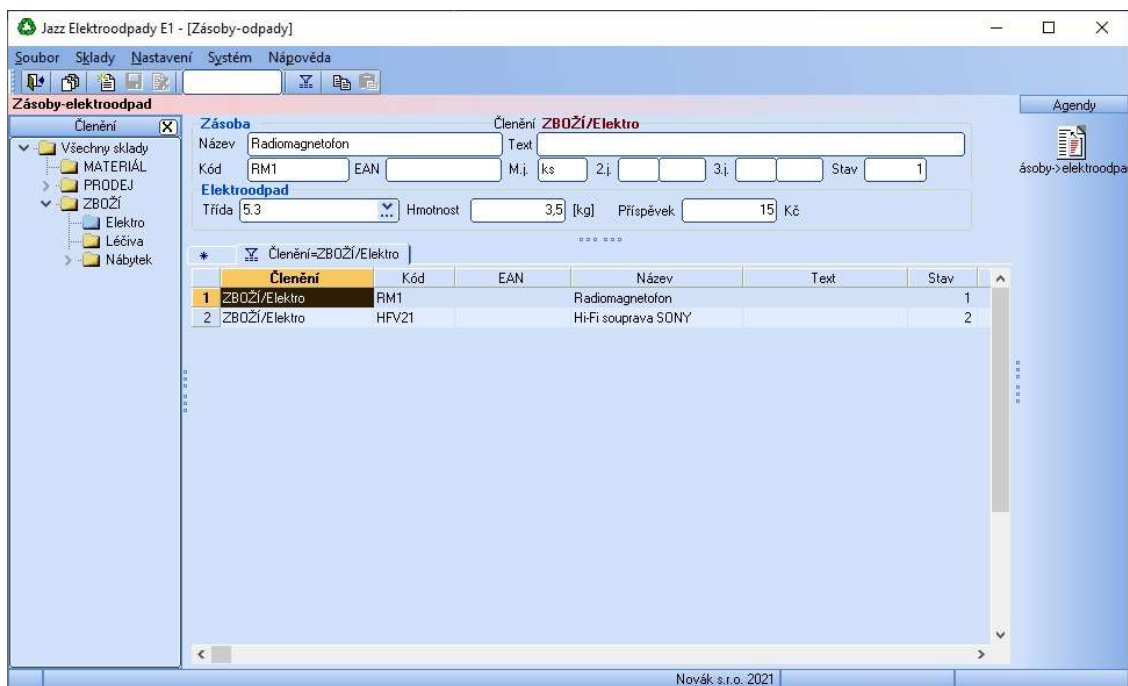 Jazz Elektroodpady E1 - [Zásoby-odpady]
Soubor Sklady Nastavení Systém Nápověda
Zásoby-elektroodpad
Členění
Všechny sklady
MATERIÁL
PRODEJ
ZBOŽÍ
Elektro
Léčiva
Nábytek
Zásoba Členění ZBOŽÍ/Elektro
Název Radiomagnetofon Text
Kód RM1 EAN M.j. ks 2.j. 3.j. Stav 1
Elektroodpad
Třída 5.3 Hmotnost 3,5 [kg] Příspěvek 15 Kč
* Členění=ZBOŽÍ/Elektro
Členění Kód EAN Název Text Stav
1 ZBOŽÍ/Elektro RM1 Radiomagnetofon 1
2 ZBOŽÍ/Elektro HFV21 Hi-Fi souprava SONY 2
Agendy
ásoby->elektroodpa
Novák s.r.o. 2021